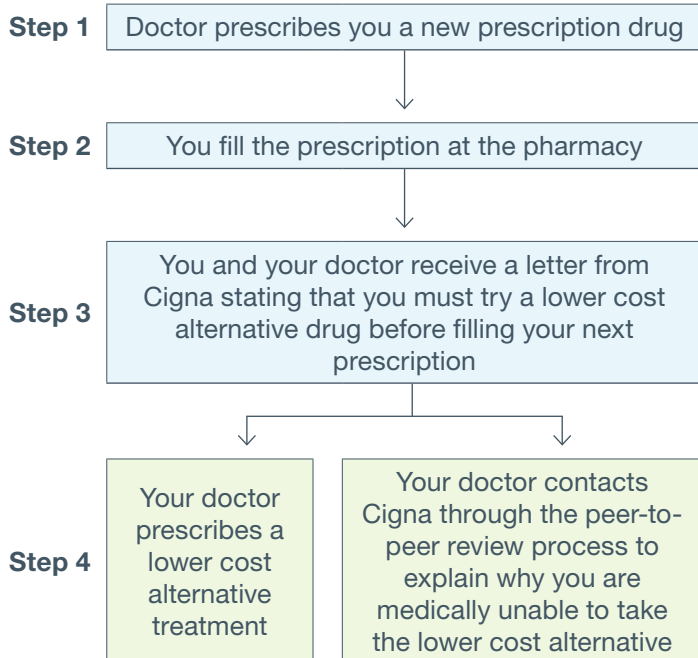 Step 1
Doctor prescribes you a new prescription drug
Step 2
You fill the prescription at the pharmacy
Step 3
You and your doctor receive a letter from
Cigna stating that you must try a lower cost
alternative drug before filling your next
prescription
Step 4
Your doctor
prescribes a
lower cost
alternative
treatment
Your doctor contacts
Cigna through the peer-to-
peer review process to
explain why you are
medically unable to take
the lower cost alternative